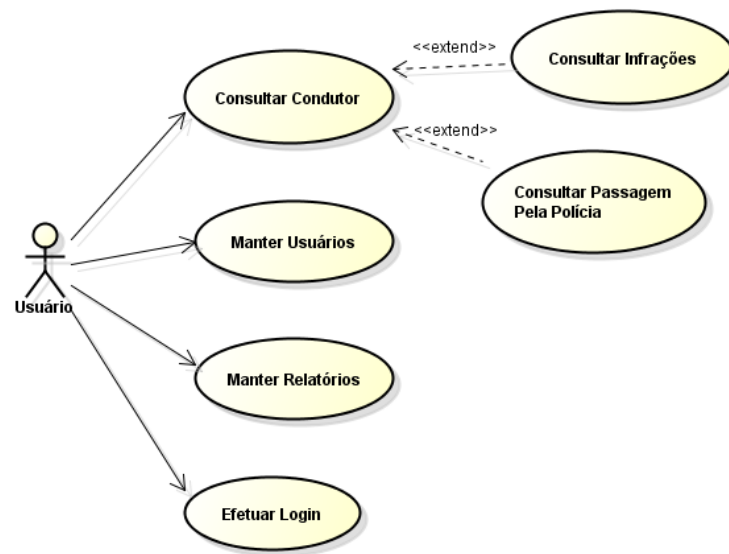 <<extend>>
Consultar Infrações
Consultar Condutor
<<extend>>
Consultar Passagem
Pela Polícia
Manter Usuários
Usuário
Manter Relatórios
Efetuar Login